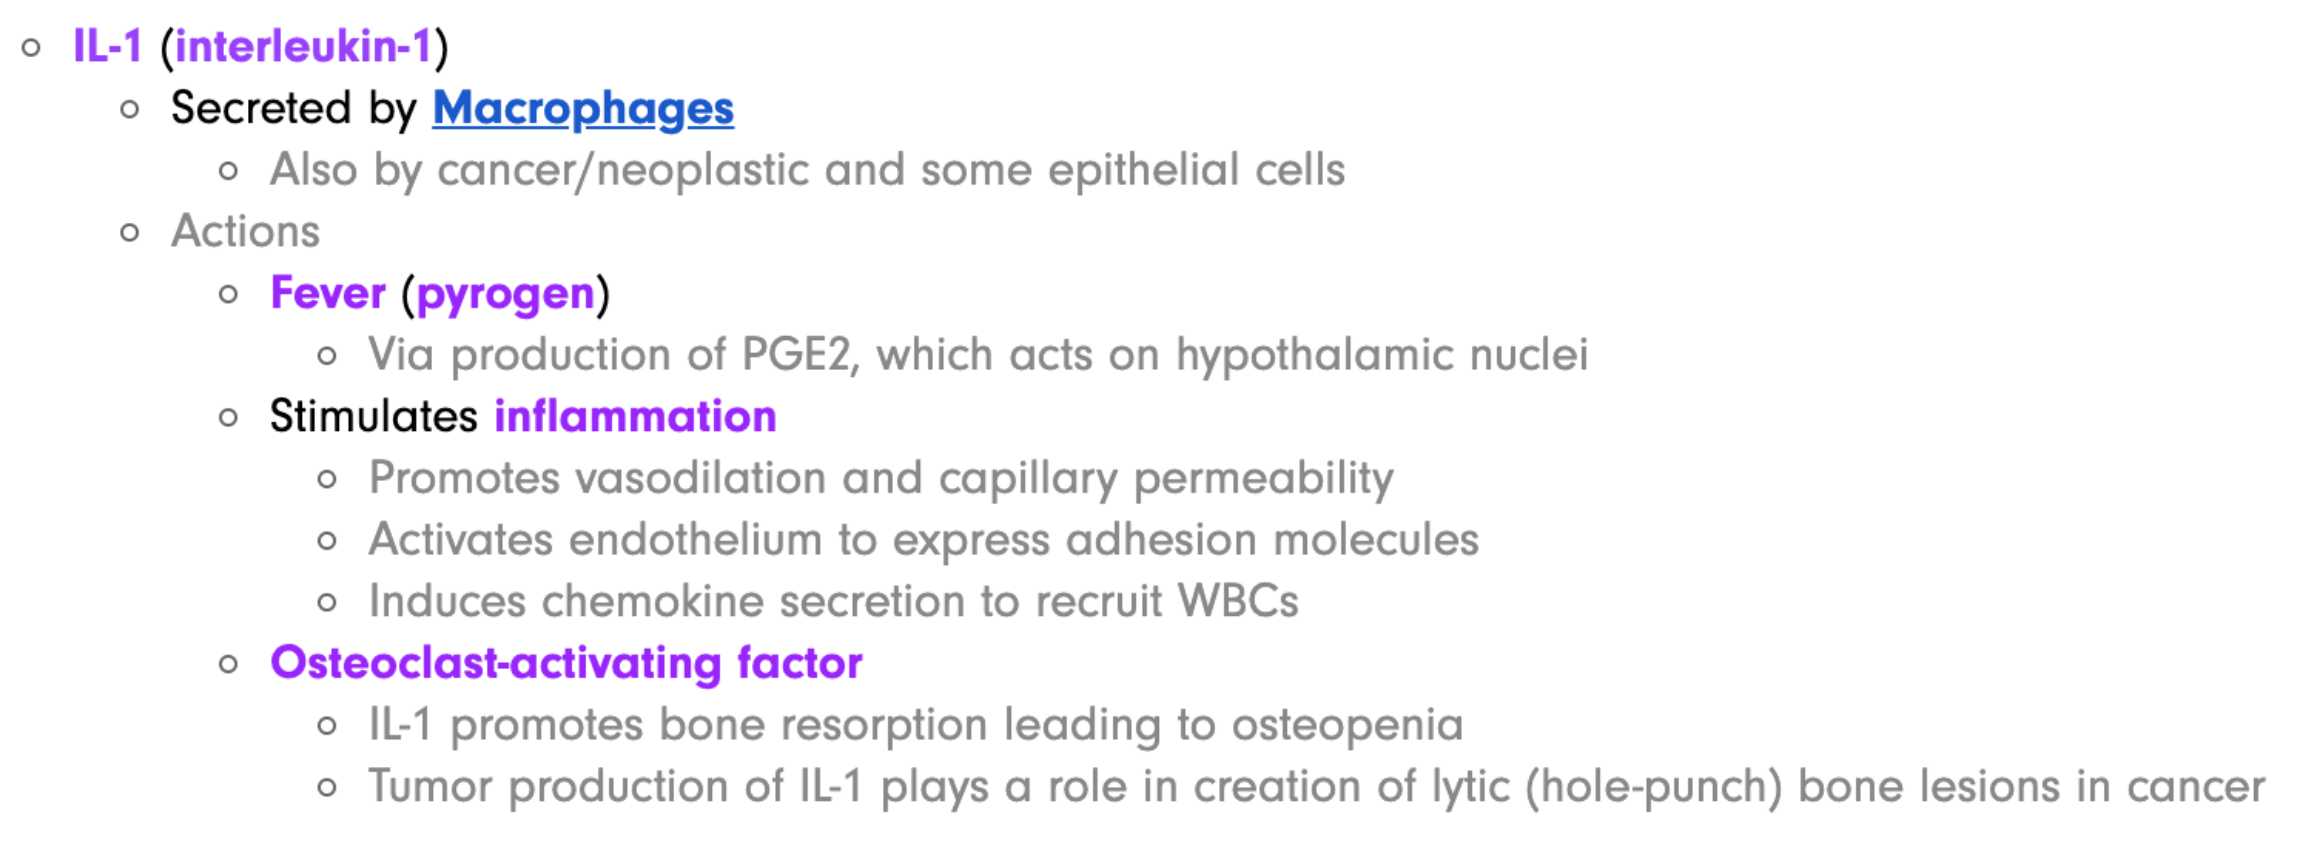 IL-1 (interleukin-1)
Secreted by Macrophages
Also by cancer/neoplastic and some epithelial cells
Actions
Fever (pyrogen)
Via production of PGE2, which acts on hypothalamic nuclei
Stimulates inflammation
Promotes vasodilation and capillary permeability
Activates endothelium to express adhesion molecules
Induces chemokine secretion to recruit WBCs
Osteoclast-activating factor
IL-1 promotes bone resorption leading to osteopenia
Tumor production of IL-1 plays a role in creation of lytic (hole-punch) bone lesions in cancer